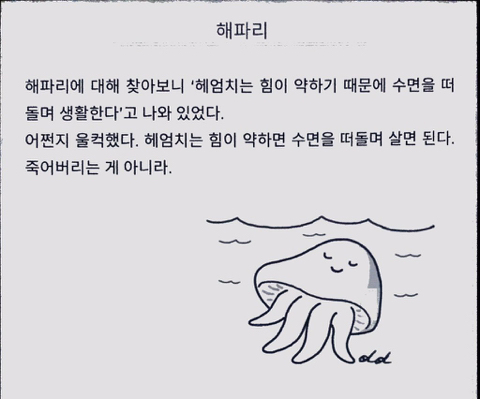 해파리
해파리에 대해 찾아보니 ‘헤엄치는 힘이 약하기 때문에 수면을 떠
돌며 생활한다’고 나와 있었다.
어쩐지 울컥했다. 헤엄치는 힘이 약하면 수면을 떠돌며 살면 된다.
죽어버리는 게 아니라.
dd